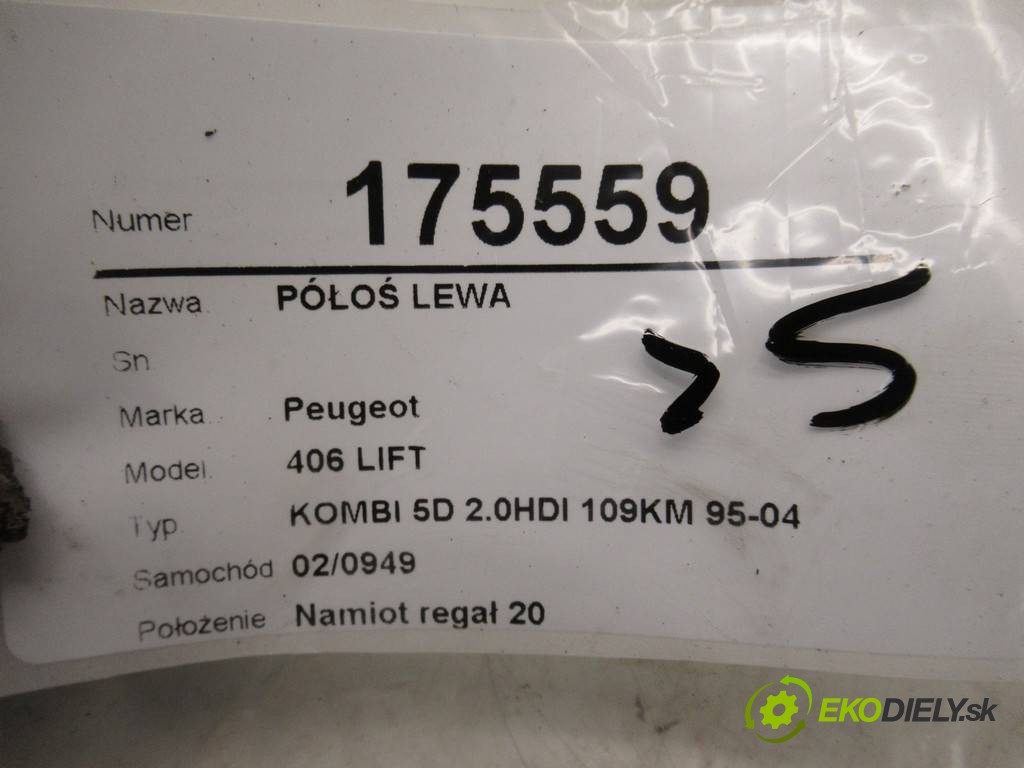 Numer 175559
Nazwa. PÓŁOŚ LEWA
Sn
Marka. Peugeot
Model. 406 LIFT
Typ. KOMBI 5D 2.0HDI 109KM 95-04
Samochód 02/0949
Położenie Namiot regał 20
EKODIELY.sk